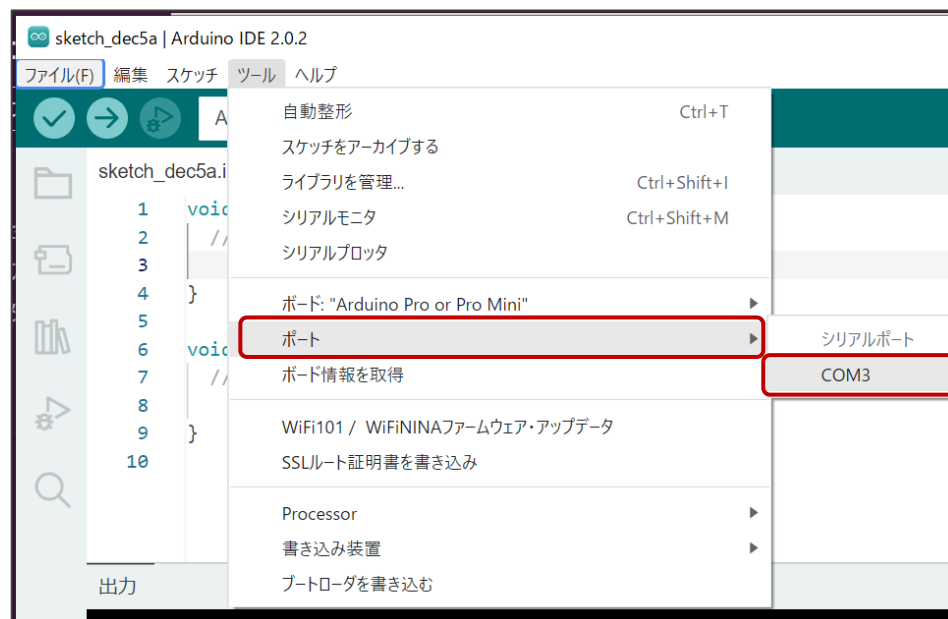 sketch_dec5a | Arduino IDE 2.0.2
ファイル(F) 編集 スケッチ ツール ヘルプ
A
自動整形 Ctrl+T
スケッチをアーカイブする
ライブラリを管理... Ctrl+Shift+I
シリアルモニタ Ctrl+Shift+M
シリアルプロッタ
ボード: "Arduino Pro or Pro Mini"
ポート
ボード情報を取得
WiFi101 / WiFiNINAファームウェア・アップデータ
SSLルート証明書を書き込み
Processor
書き込み装置
ブートローダを書き込む
シリアルポート
COM3
sketch_dec5a.i
1 void
2 //
3
4 }
5
6 void
7 //
8
9 }
10
出力